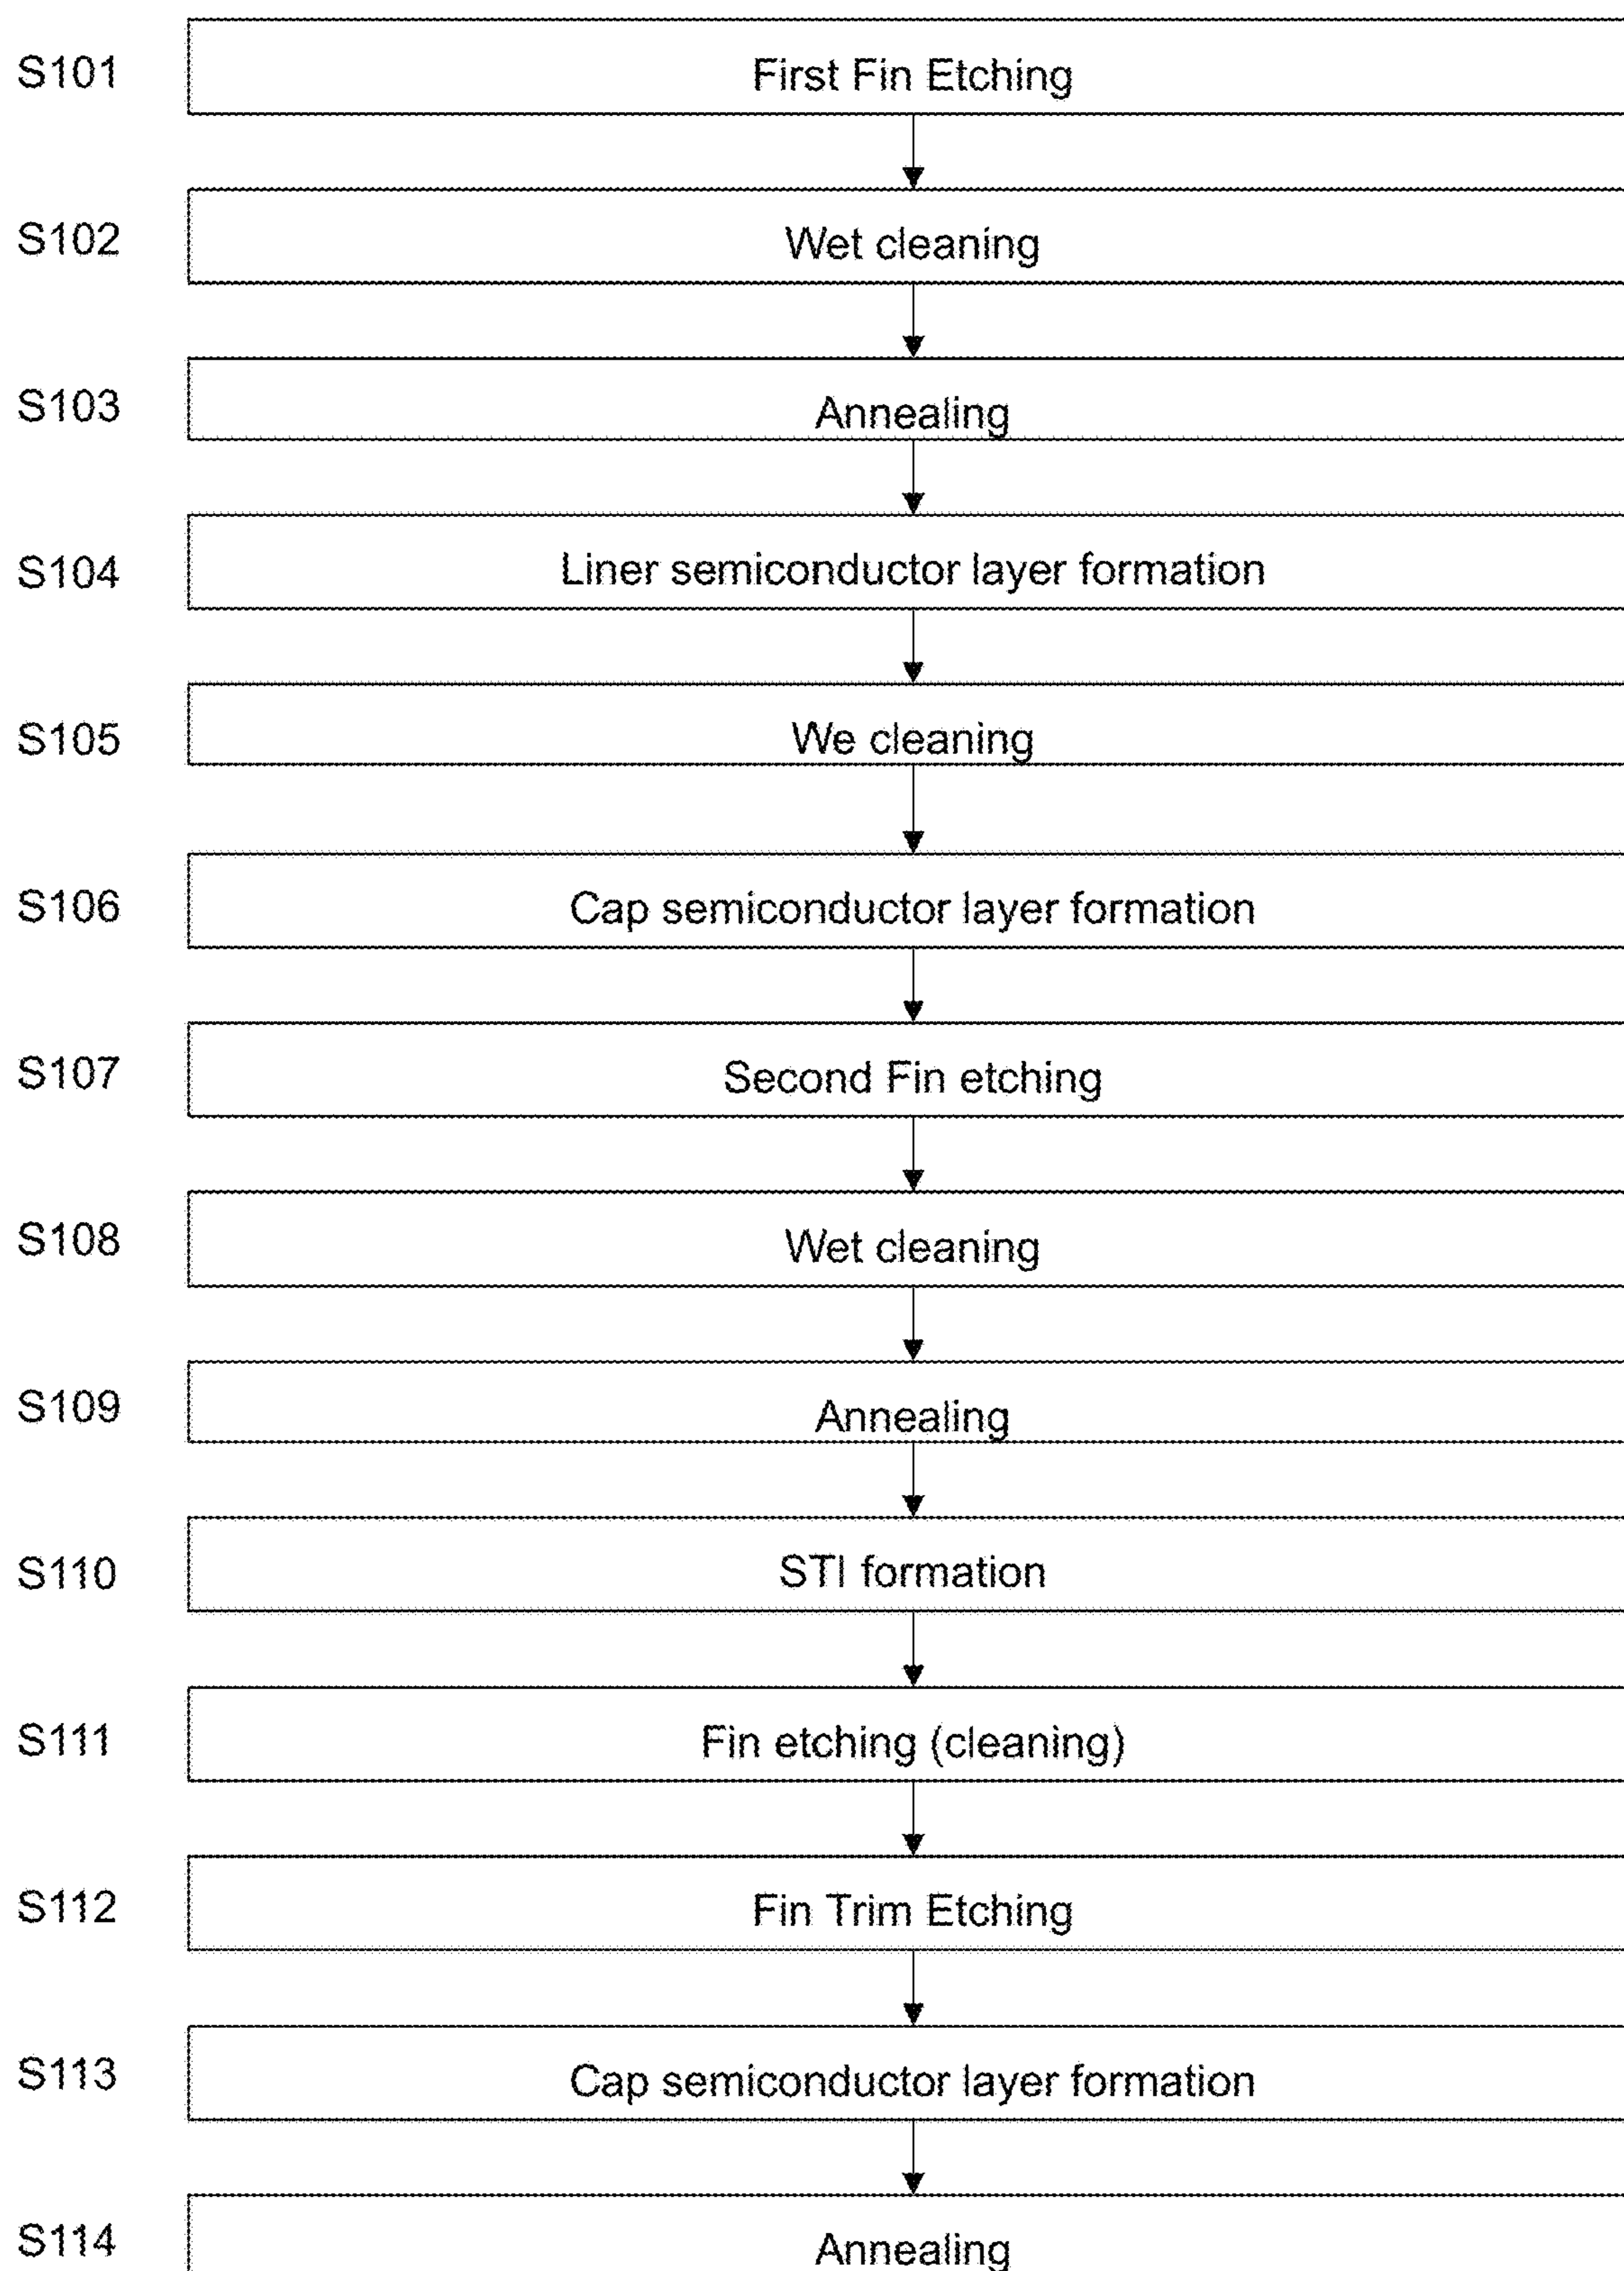 S101 First Fin Etching
S102 Wet cleaning
S103 Annealing
S104 Liner semiconductor layer formation
S105 We cleaning
S106 Cap semiconductor layer formation
S107 Second Fin etching
S108 Wet cleaning
S109 Annealing
S110 STI formation
S111 Fin etching (cleaning)
S112 Fin Trim Etching
S113 Cap semiconductor layer formation
S114 Annealing